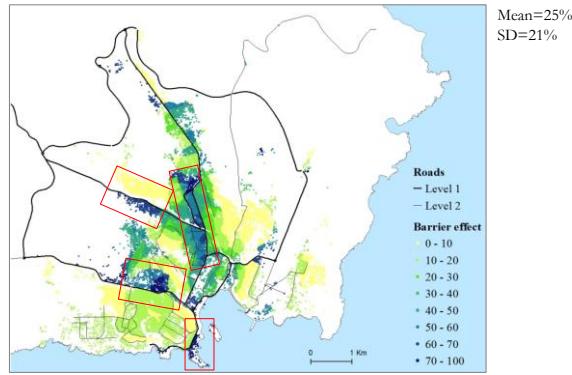 Mean=25%
SD=21%
Roads
Level 1
Level 2
Barrier effect
0 - 10
10 - 20
20 - 30
30 - 40
40 - 50
50 - 60
60 - 70
70 - 100
0 1 Km